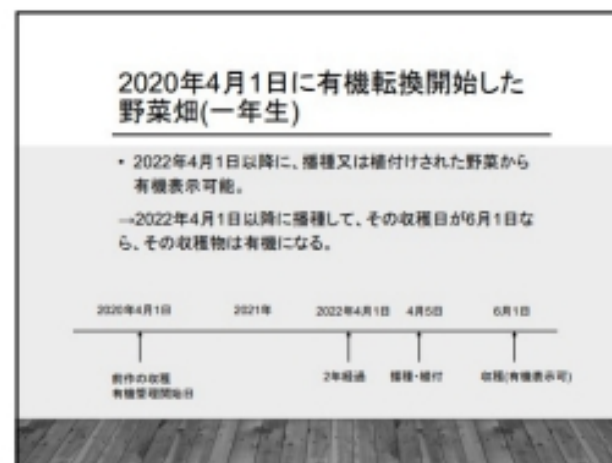 2020年4月1日に有機転換開始した
野菜畑(一年生)
• 2022年4月1日以降に、播種又は植付けされた野菜から
有機表示可能。
→2022年4月1日以降に播種して、その収穫日が6月1日な
ら、その収穫物は有機になる。
2020年4月1日 2021年 2022年4月1日 4月5日 6月1日
前作の収穫 2年経過 播種・植付 収穫(有機表示可)
有機管理開始日